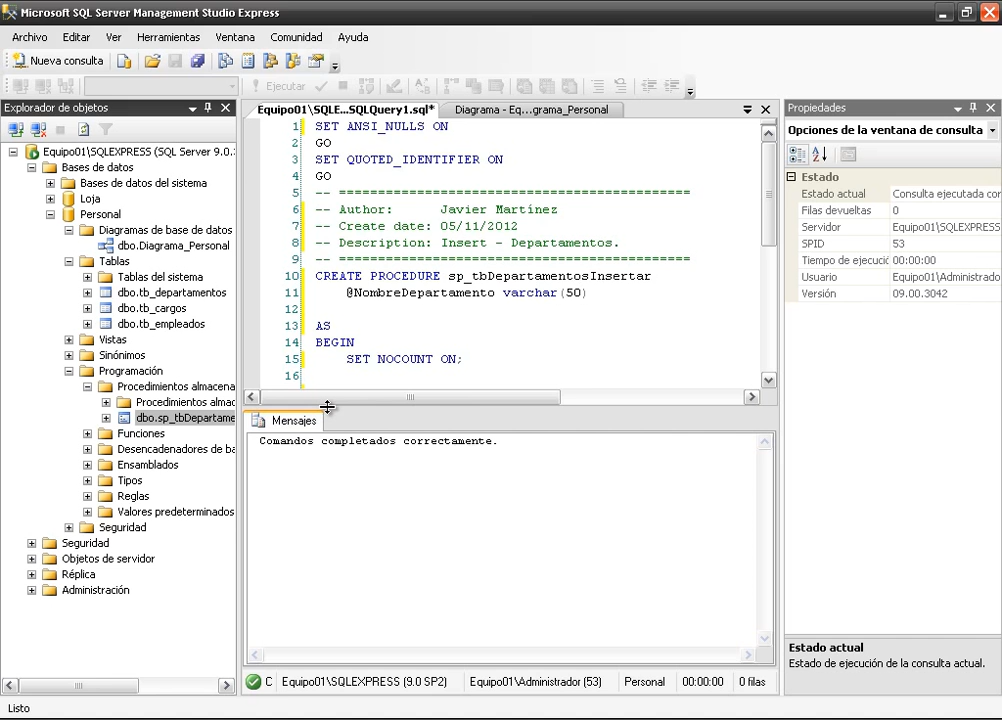 Microsoft SQL Server Management Studio Express
Archivo Editar Ver Herramientas Ventana Comunidad Ayuda
Nueva consulta
Ejecutar
Explorador de objetos
Equipo01\SQLEXPRESS (SQL Server 9.0.
Bases de datos
Bases de datos del sistema
Loja
Personal
Diagramas de base de datos
dbo.Diagrama_Personal
Tablas
Tablas del sistema
dbo.tb_departamentos
dbo.tb_cargos
dbo.tb_empleados
Vistas
Sinónimos
Programación
Procedimientos almacena
Procedimientos almac
dbo.sp_tbDepartame
Funciones
Desencadenadores de ba
Ensamblados
Tipos
Reglas
Valores predeterminados
Seguridad
Seguridad
Objetos de servidor
Réplica
Administración
Equipo01\SQLE...SQLQuery1.sql* Diagrama - Eq...grama_Personal
1 SET ANSI_NULLS ON
2 GO
3 SET QUOTED_IDENTIFIER ON
4 GO
5 -- =============================================
6 -- Author: Javier Martínez
7 -- Create date: 05/11/2012
8 -- Description: Insert - Departamentos.
9 -- =============================================
10 CREATE PROCEDURE sp_tbDepartamentosInsertar
11 @NombreDepartamento varchar(50)
12
13 AS
14 BEGIN
15 SET NOCOUNT ON;
16
Mensajes
Comandos completados correctamente.
C Equipo01\SQLEXPRESS (9.0 SP2) Equipo01\Administrador (53) Personal 00:00:00 0 filas
Propiedades
Opciones de la ventana de consulta
Estado
Estado actual Consulta ejecutada cor
Filas devueltas 0
Servidor Equipo01\SQLEXPRESS
SPID 53
Tiempo de ejecució 00:00:00
Usuario Equipo01\Administrado
Versión 09.00.3042
Estado actual
Estado de ejecución de la consulta actual.
Listo